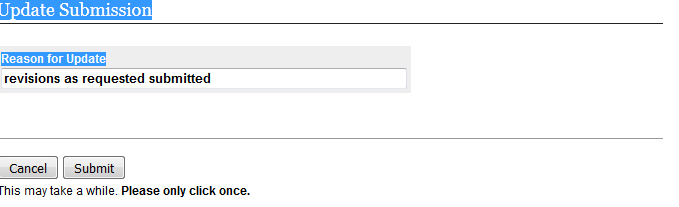 Update Submission
Reason for Update
revisions as requested submitted
Cancel Submit
This may take a while. Please only click once.